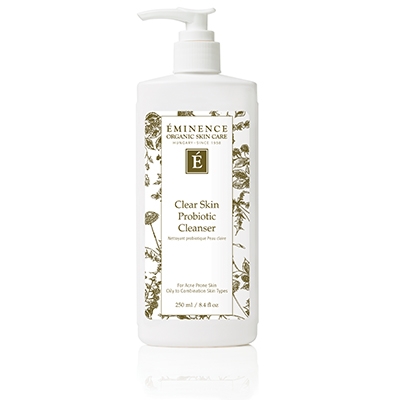 ÉMINENCE
ORGANIC SKIN CARE
HUNGARY • SINCE 1958
É
Clear Skin
Probiotic
Cleanser
Nettoyant probiotique Peau claire
For Acne Prone Skin
Oily to Combination Skin Types
250 ml / 8.4 fl oz